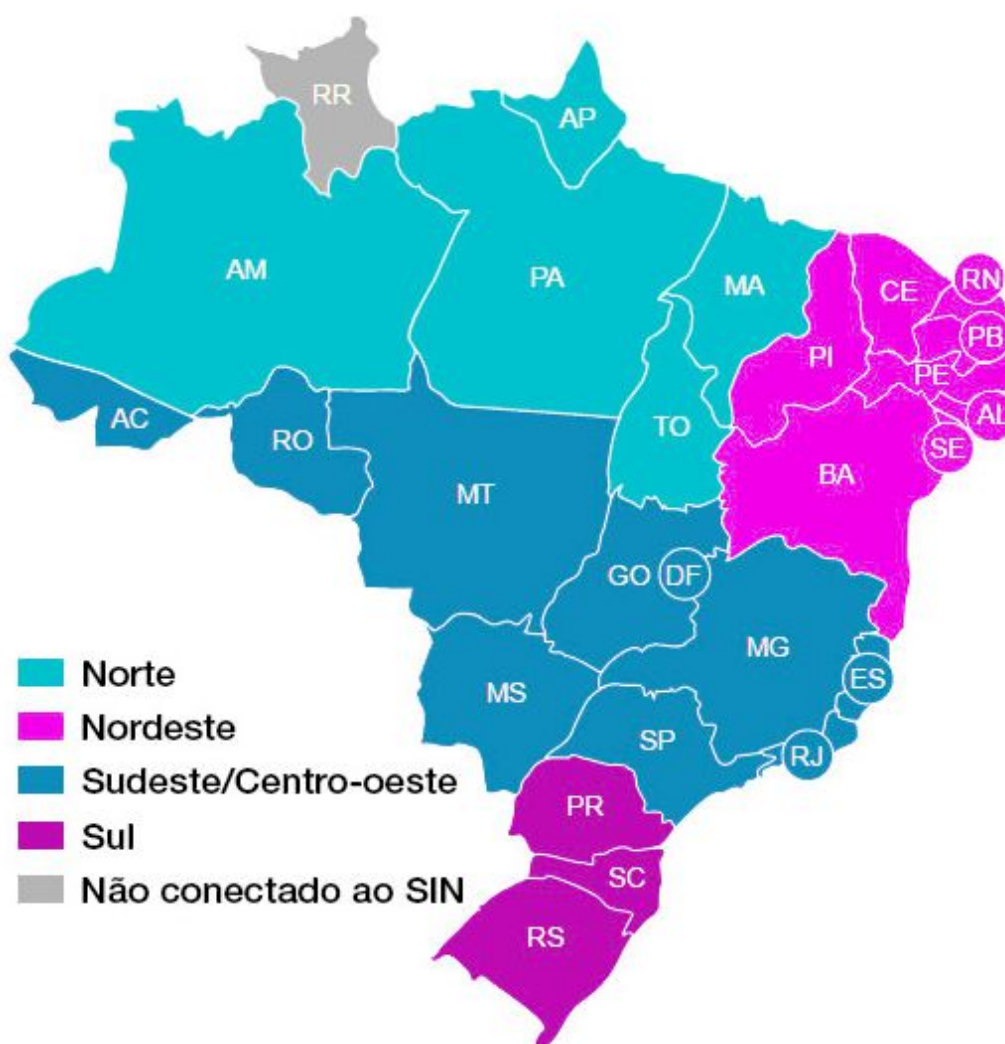 RR
AP
AM
PA
MA
CE
RN
PB
PI
PE
AC
TO
AL
RO
SE
BA
MT
GO
DF
MG
MS
ES
SP
RJ
PR
SC
RS
Norte
Nordeste
Sudeste/Centro-oeste
Sul
Não conectado ao SIN